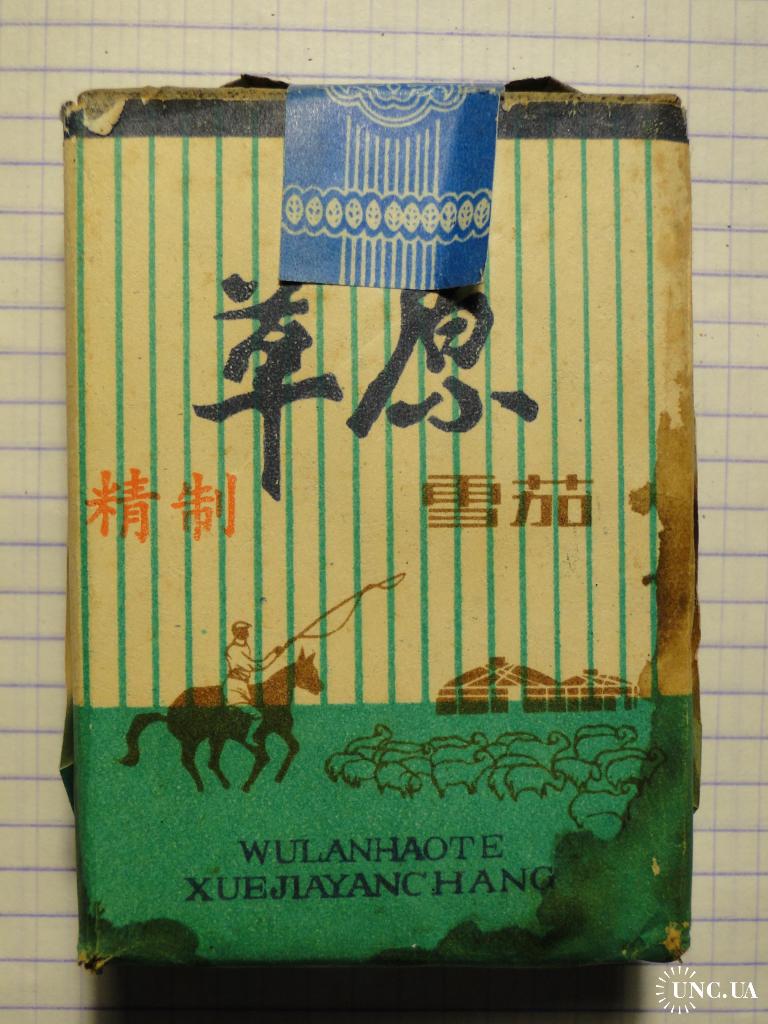 草原
精制 雪茄
WULANHAOTE
XUEJIAYANCHANG
UNC.UA